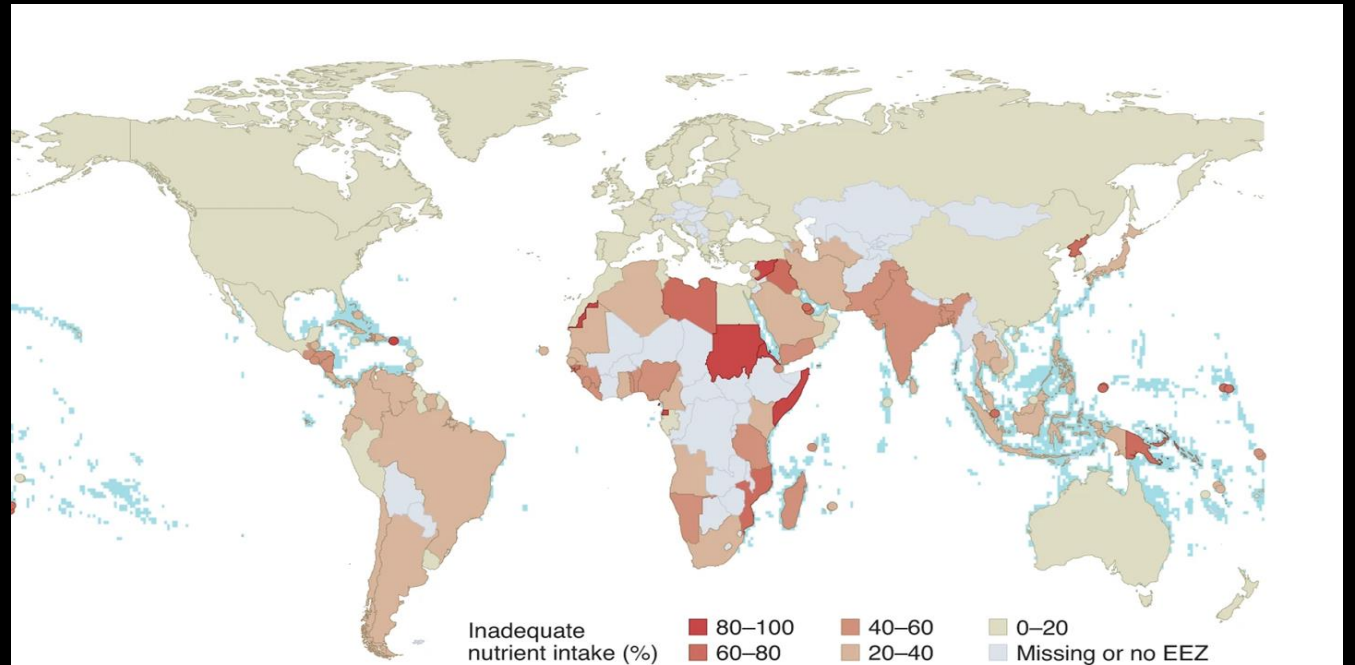 Inadequate
nutrient intake (%)
80–100
60–80
40–60
20–40
0–20
Missing or no EEZ